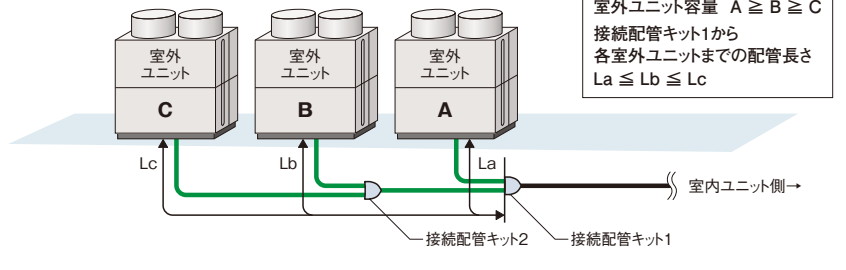 室外ユニット容量 A ≧ B ≧ C
接続配管キット1から
各室外ユニットまでの配管長さ
La ≦ Lb ≦ Lc
室外
ユニット
C
室外
ユニット
B
室外
ユニット
A
Lc
Lb
La
室内ユニット側→
接続配管キット2
接続配管キット1